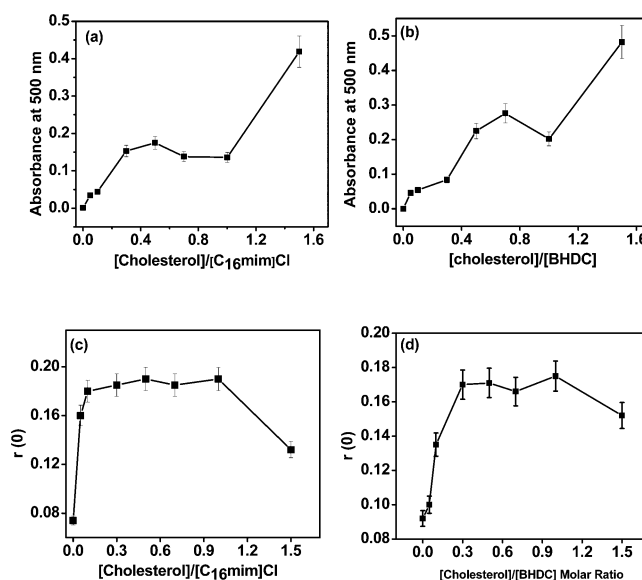 (a)
Absorbance at 500 nm
0.5
0.4
0.3
0.2
0.1
0.0
0.0 0.4 0.8 1.2 1.6
[Cholesterol]/[C16mim]Cl
(b)
Absorbance at 500 nm
0.5
0.4
0.3
0.2
0.1
0.0
0.0 0.4 0.8 1.2 1.6
[cholesterol]/[BHDC]
(c)
r (0)
0.20
0.16
0.12
0.08
0.0 0.3 0.6 0.9 1.2 1.5
[Cholesterol]/[C16mim]Cl
(d)
r (0)
0.20
0.18
0.16
0.14
0.12
0.10
0.08
0.0 0.3 0.6 0.9 1.2 1.5
[Cholesterol]/[BHDC] Molar Ratio